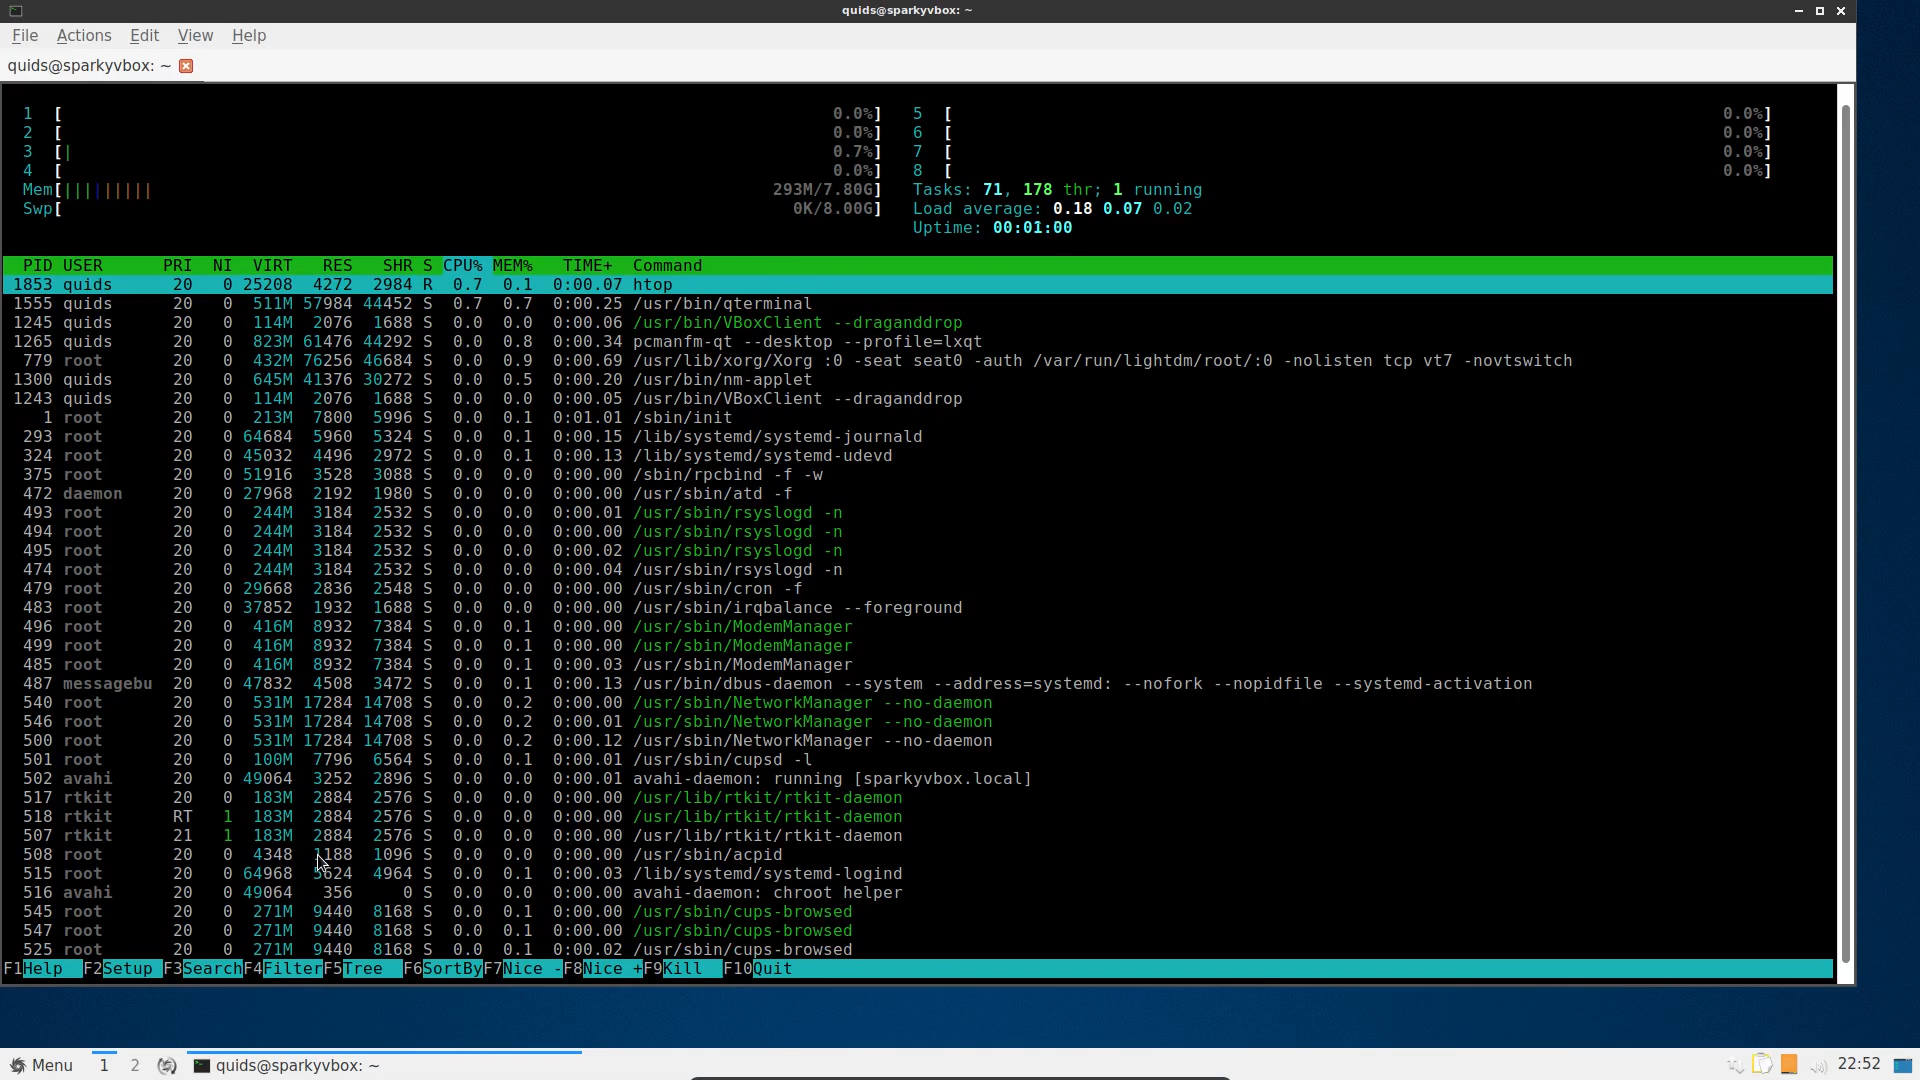 quids@sparkyvbox: ~
File Actions Edit View Help
quids@sparkyvbox: ~
1 [ 0.0%] 5 [ 0.0%]
2 [ 0.0%] 6 [ 0.0%]
3 [| 0.7%] 7 [ 0.0%]
4 [ 0.0%] 8 [ 0.0%]
Mem[||||||||| 293M/7.80G] Tasks: 71, 178 thr; 1 running
Swp[ 0K/8.00G] Load average: 0.18 0.07 0.02
Uptime: 00:01:00
PID USER PRI NI VIRT RES SHR S CPU% MEM% TIME+ Command
1853 quids 20 0 25208 4272 2984 R 0.7 0.1 0:00.07 htop
1555 quids 20 0 511M 57984 44452 S 0.7 0.7 0:00.25 /usr/bin/qterminal
1245 quids 20 0 114M 2076 1688 S 0.0 0.0 0:00.06 /usr/bin/VBoxClient --draganddrop
1265 quids 20 0 823M 61476 44292 S 0.0 0.8 0:00.34 pcmanfm-qt --desktop --profile=lxqt
779 root 20 0 432M 76256 46684 S 0.0 0.9 0:00.69 /usr/lib/xorg/Xorg :0 -seat seat0 -auth /var/run/lightdm/root/:0 -nolisten tcp vt7 -novtswitch
1300 quids 20 0 645M 41376 30272 S 0.0 0.5 0:00.20 /usr/bin/nm-applet
1243 quids 20 0 114M 2076 1688 S 0.0 0.0 0:00.05 /usr/bin/VBoxClient --draganddrop
1 root 20 0 213M 7800 5996 S 0.0 0.1 0:01.01 /sbin/init
293 root 20 0 64684 5960 5324 S 0.0 0.1 0:00.15 /lib/systemd/systemd-journald
324 root 20 0 45032 4496 2972 S 0.0 0.1 0:00.13 /lib/systemd/systemd-udevd
375 root 20 0 51916 3528 3088 S 0.0 0.0 0:00.00 /sbin/rpcbind -f -w
472 daemon 20 0 27968 2192 1980 S 0.0 0.0 0:00.00 /usr/sbin/atd -f
493 root 20 0 244M 3184 2532 S 0.0 0.0 0:00.01 /usr/sbin/rsyslogd -n
494 root 20 0 244M 3184 2532 S 0.0 0.0 0:00.00 /usr/sbin/rsyslogd -n
495 root 20 0 244M 3184 2532 S 0.0 0.0 0:00.02 /usr/sbin/rsyslogd -n
474 root 20 0 244M 3184 2532 S 0.0 0.0 0:00.04 /usr/sbin/rsyslogd -n
479 root 20 0 29668 2836 2548 S 0.0 0.0 0:00.00 /usr/sbin/cron -f
483 root 20 0 37852 1932 1688 S 0.0 0.0 0:00.00 /usr/sbin/irqbalance --foreground
496 root 20 0 416M 8932 7384 S 0.0 0.1 0:00.00 /usr/sbin/ModemManager
499 root 20 0 416M 8932 7384 S 0.0 0.1 0:00.00 /usr/sbin/ModemManager
485 root 20 0 416M 8932 7384 S 0.0 0.1 0:00.03 /usr/sbin/ModemManager
487 messagebu 20 0 47832 4508 3472 S 0.0 0.1 0:00.13 /usr/bin/dbus-daemon --system --address=systemd: --nofork --nopidfile --systemd-activation
540 root 20 0 531M 17284 14708 S 0.0 0.2 0:00.00 /usr/sbin/NetworkManager --no-daemon
546 root 20 0 531M 17284 14708 S 0.0 0.2 0:00.01 /usr/sbin/NetworkManager --no-daemon
500 root 20 0 531M 17284 14708 S 0.0 0.2 0:00.12 /usr/sbin/NetworkManager --no-daemon
501 root 20 0 100M 7796 6564 S 0.0 0.1 0:00.01 /usr/sbin/cupsd -l
502 avahi 20 0 49064 3252 2896 S 0.0 0.0 0:00.01 avahi-daemon: running [sparkyvbox.local]
517 rtkit 20 0 183M 2884 2576 S 0.0 0.0 0:00.00 /usr/lib/rtkit/rtkit-daemon
518 rtkit RT 1 183M 2884 2576 S 0.0 0.0 0:00.00 /usr/lib/rtkit/rtkit-daemon
507 rtkit 21 1 183M 2884 2576 S 0.0 0.0 0:00.00 /usr/lib/rtkit/rtkit-daemon
508 root 20 0 4348 1188 1096 S 0.0 0.0 0:00.00 /usr/sbin/acpid
515 root 20 0 64968 5624 4964 S 0.0 0.1 0:00.03 /lib/systemd/systemd-logind
516 avahi 20 0 49064 356 0 S 0.0 0.0 0:00.00 avahi-daemon: chroot helper
545 root 20 0 271M 9440 8168 S 0.0 0.1 0:00.00 /usr/sbin/cups-browsed
547 root 20 0 271M 9440 8168 S 0.0 0.1 0:00.00 /usr/sbin/cups-browsed
525 root 20 0 271M 9440 8168 S 0.0 0.1 0:00.02 /usr/sbin/cups-browsed
F1Help F2Setup F3SearchF4FilterF5Tree F6SortByF7Nice -F8Nice +F9Kill F10Quit
Menu 1 2 quids@sparkyvbox: ~ 22:52